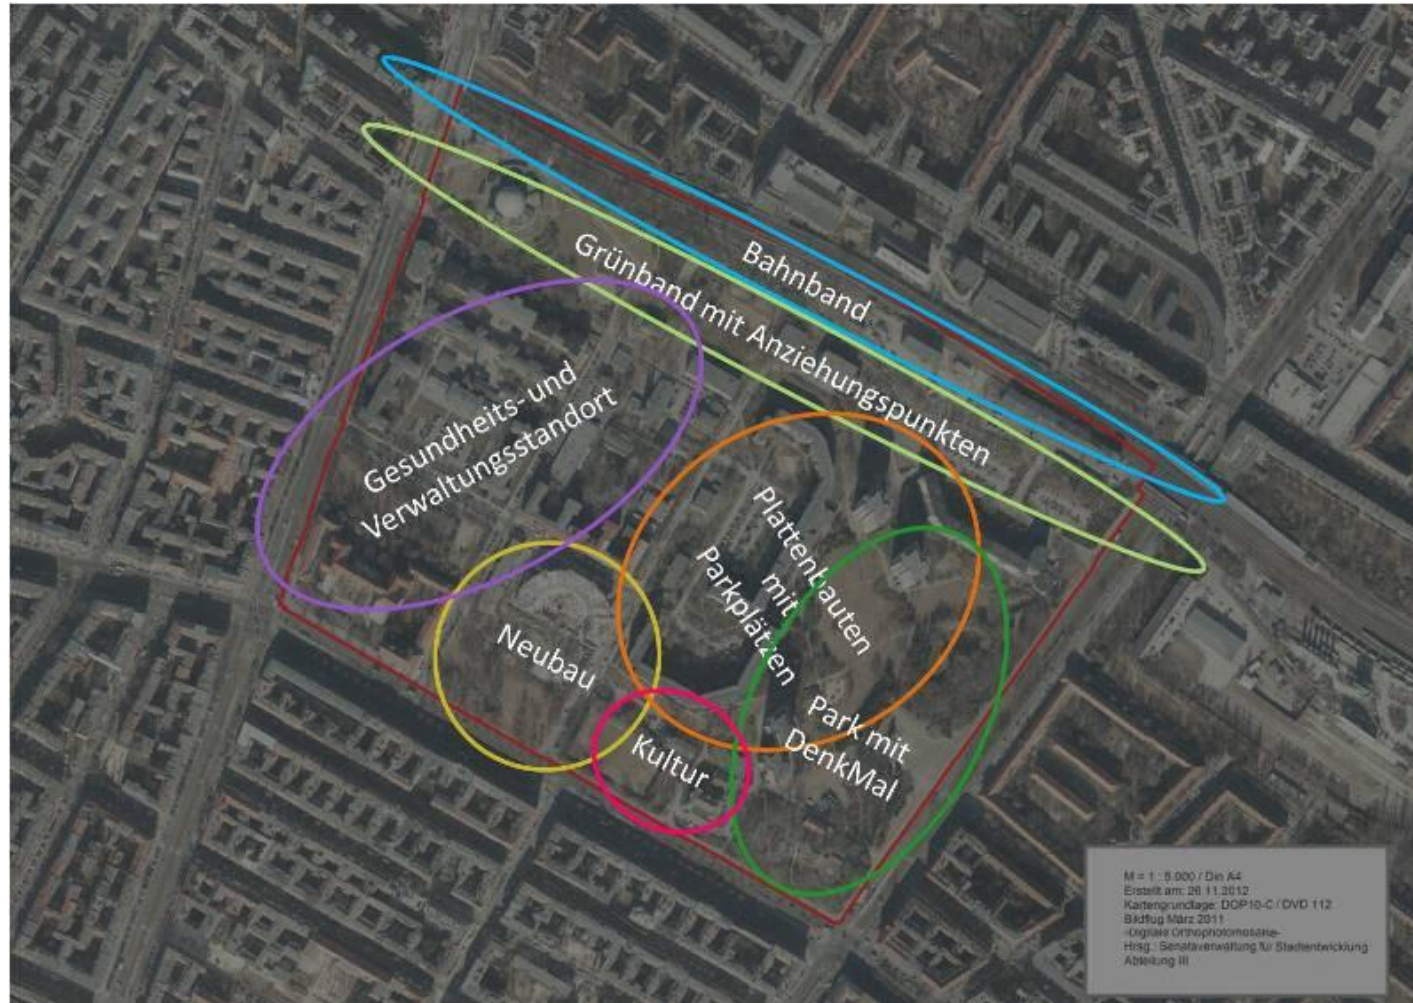 Bahnband
Grünband mit Anziehungspunkten
Gesundheits- und
Verwaltungsstandort
Plattenbauten
mit
Parkplätzen
Neubau
Park mit
DenkMal
Kultur
M = 1 : 5.000 / Din A4
Erstellt am: 26.11.2012
Kartengrundlage: DOP10-C / DVD 112
Bildflug März 2011
-Digitale Orthophotomosaike-
Hrsg.: Senatsverwaltung für Stadtentwicklung
Abteilung III